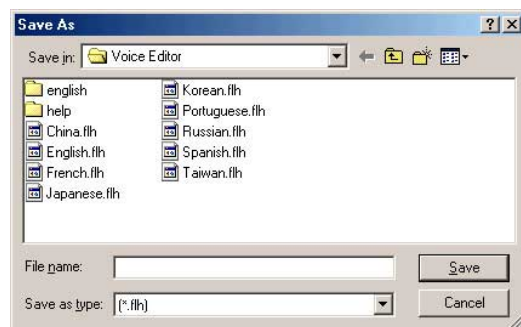 Save As
Save in: Voice Editor
english
help
China.flh
English.flh
French.flh
Japanese.flh
Korean.flh
Portuguese.flh
Russian.flh
Spanish.flh
Taiwan.flh
File name:
Save
Save as type: (*.flh)
Cancel